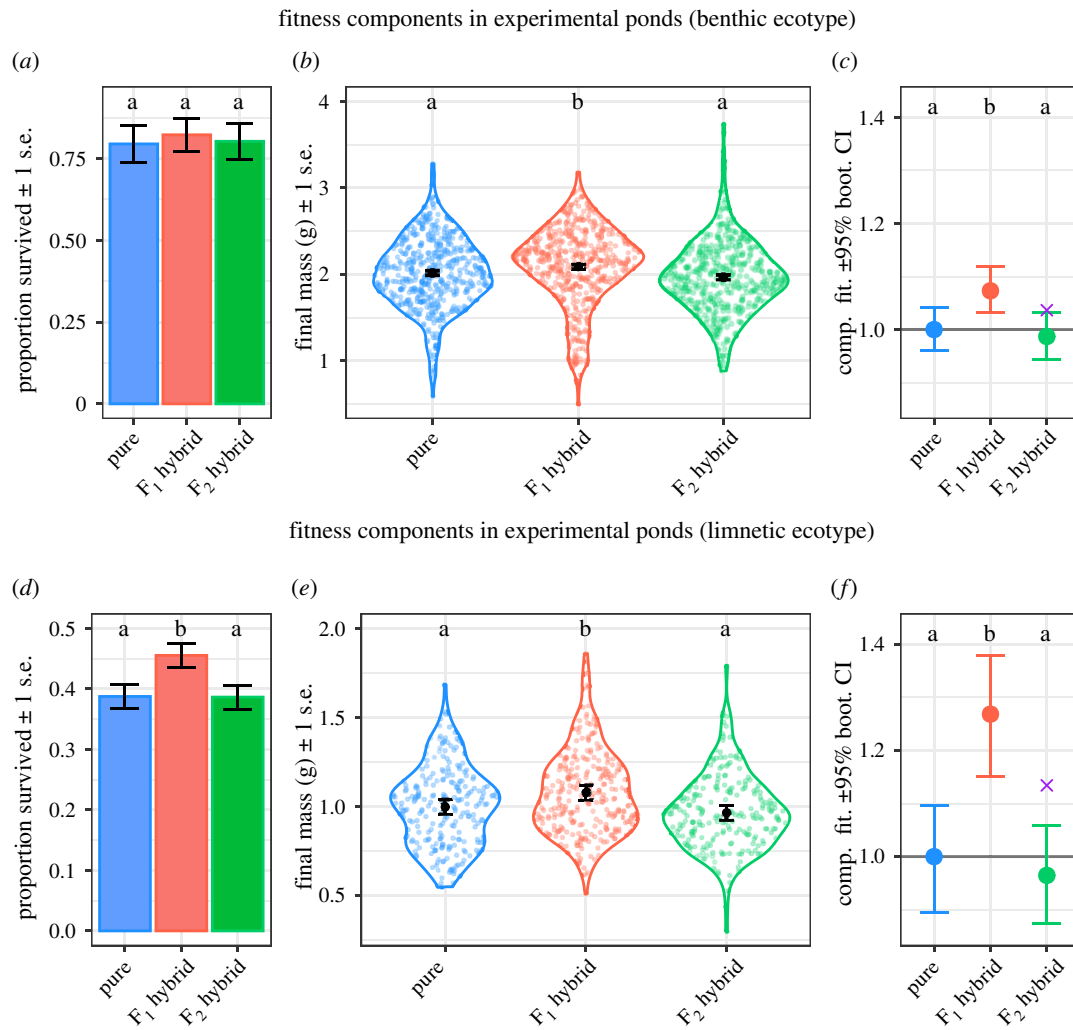 fitness components in experimental ponds (benthic ecotype)
(a)
(b)
(c)
proportion survived ± 1 s.e.
0.75
0.50
0.25
0
a a a
pure
F1 hybrid
F2 hybrid
final mass (g) ± 1 s.e.
4
3
2
1
a b a
pure
F1 hybrid
F2 hybrid
comp. fit. ±95% boot. CI
1.4
1.2
1.0
a b a
pure
F1 hybrid
F2 hybrid
fitness components in experimental ponds (limnetic ecotype)
(d)
(e)
(f)
proportion survived ± 1 s.e.
0.5
0.4
0.3
0.2
0.1
0.0
a b a
pure
F1 hybrid
F2 hybrid
final mass (g) ± 1 s.e.
2.0
1.5
1.0
0.5
a b a
pure
F1 hybrid
F2 hybrid
comp. fit. ±95% boot. CI
1.4
1.2
1.0
a b a
pure
F1 hybrid
F2 hybrid